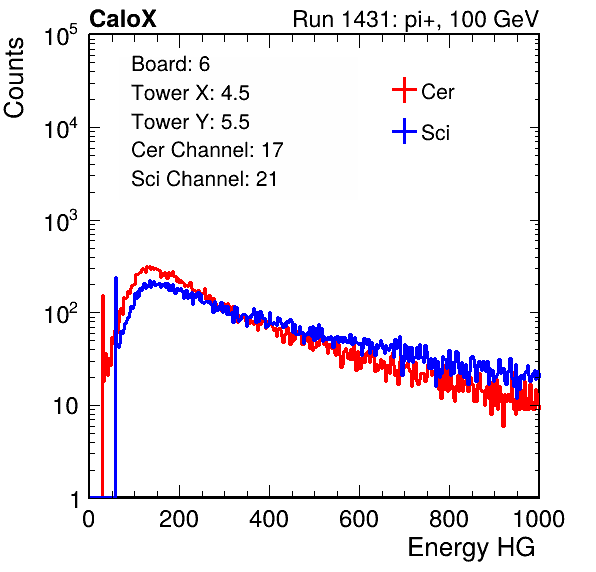 CaloX Run 1431: pi+, 100 GeV
Board: 6
Tower X: 4.5
Tower Y: 5.5
Cer Channel: 17
Sci Channel: 21
Cer
Sci
Counts
10^5
10^4
10^3
10^2
10
1
0 200 400 600 800 1000
Energy HG